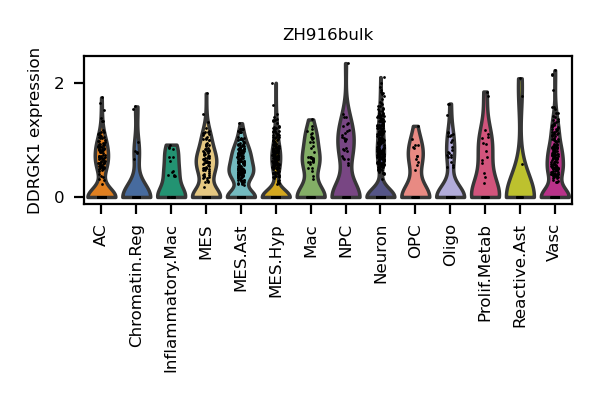 ZH916bulk
DDRGK1 expression
2
0
AC
Chromatin.Reg
Inflammatory.Mac
MES
MES.Ast
MES.Hyp
Mac
NPC
Neuron
OPC
Oligo
Prolif.Metab
Reactive.Ast
Vasc